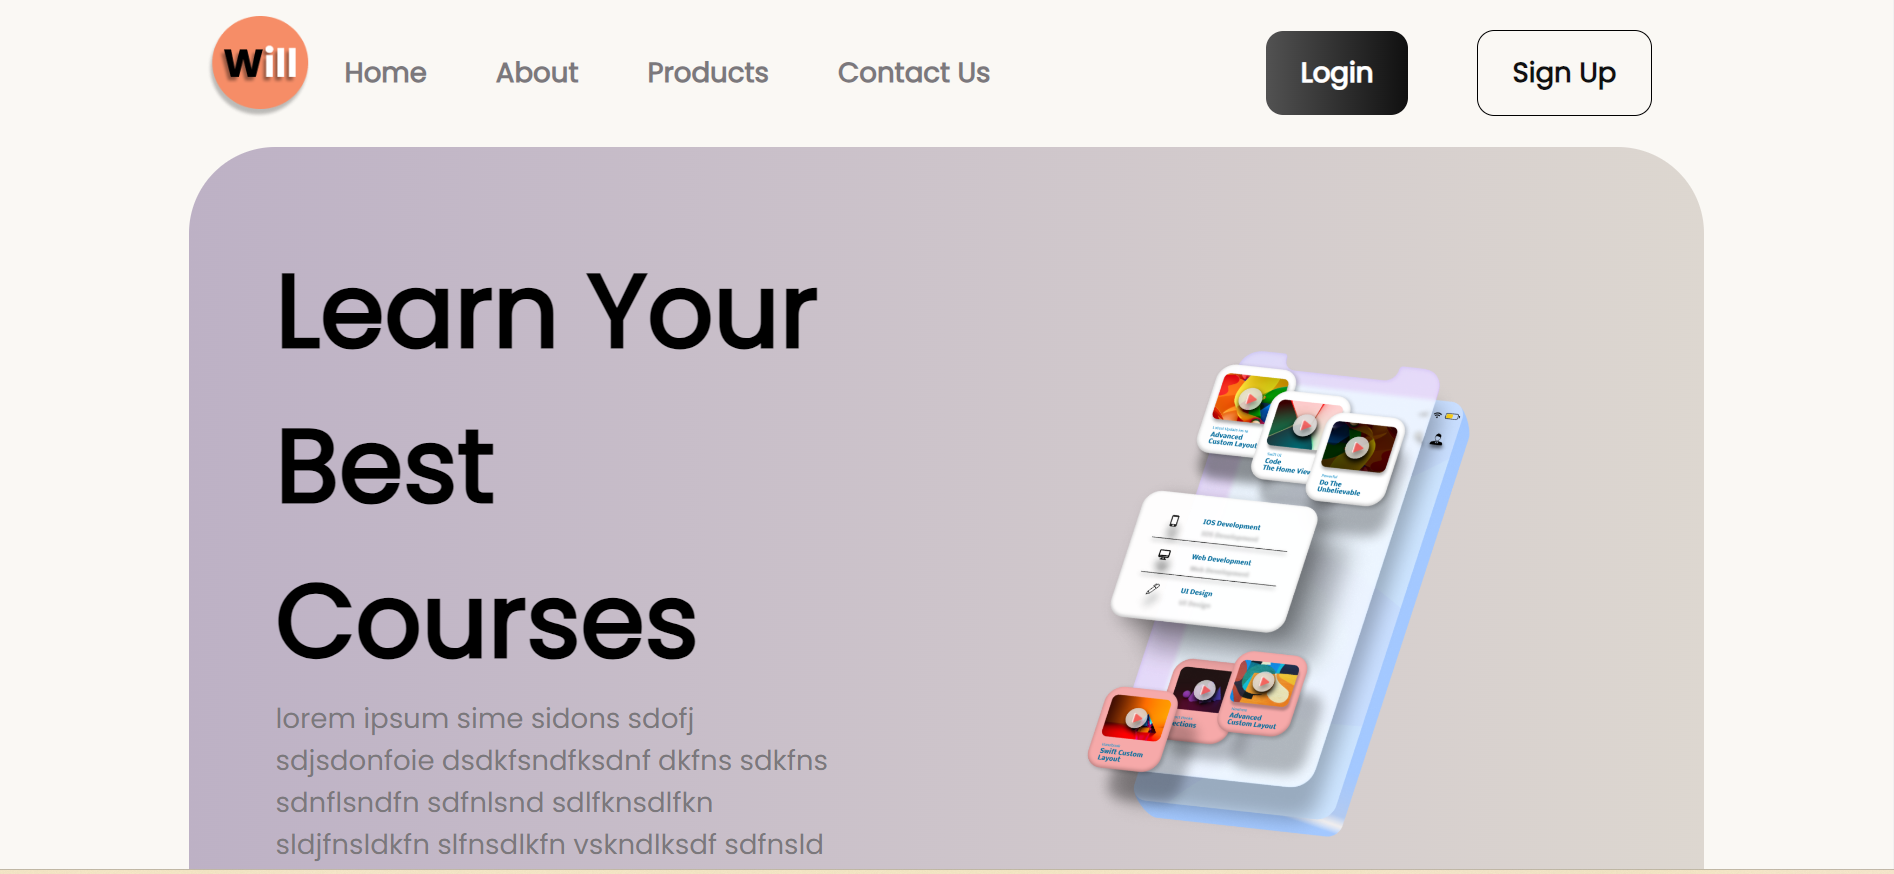 Will
Home About Products Contact Us Login Sign Up
Learn Your
Best
Courses
lorem ipsum sime sidons sdofj
sdjsdonfoie dsdkfsndfksdnf dkfns sdkfns
sdnflsndfn sdfnlsnd sdlfknsdlfkn
sldjfnsldkfn slfnsdlkfn vskndlksdf sdfnsld
Advanced
Custom Layout
Code
The Home View
Do The
Unbelievable
IOS Development
Web Development
UI Design
Advanced
Custom Layout
Swift Custom
Layout